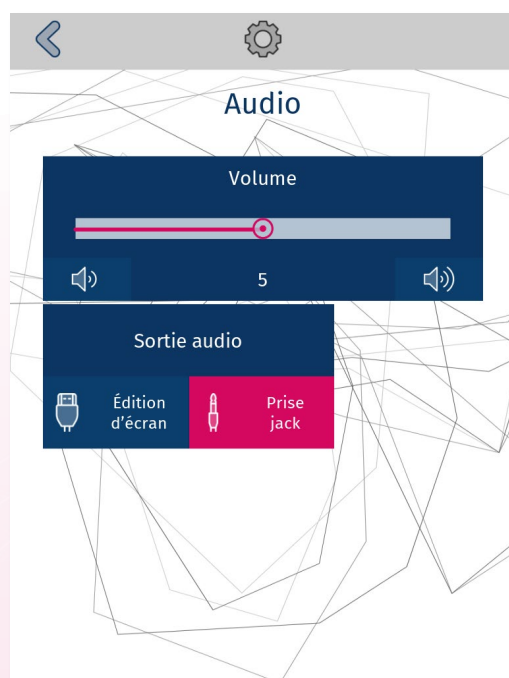 Audio
Volume
5
Sortie audio
Édition
d'écran
Prise
jack